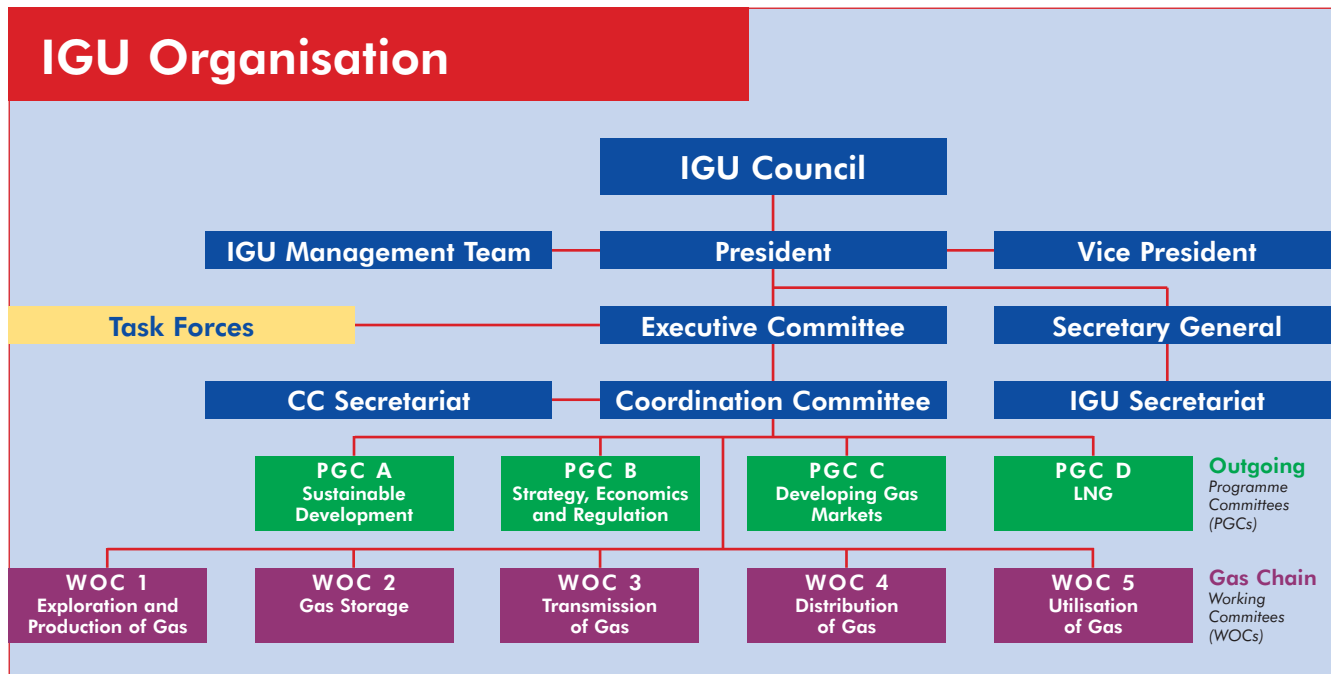 IGU Organisation
IGU Council
IGU Management Team
President
Vice President
Task Forces
Executive Committee
Secretary General
CC Secretariat
Coordination Committee
IGU Secretariat
PGC A
Sustainable
Development
PGC B
Strategy, Economics
and Regulation
PGC C
Developing Gas
Markets
PGC D
LNG
Outgoing
Programme
Committees
(PGCs)
WOC 1
Exploration and
Production of Gas
WOC 2
Gas Storage
WOC 3
Transmission
of Gas
WOC 4
Distribution
of Gas
WOC 5
Utilisation
of Gas
Gas Chain
Working
Commitees
(WOCs)